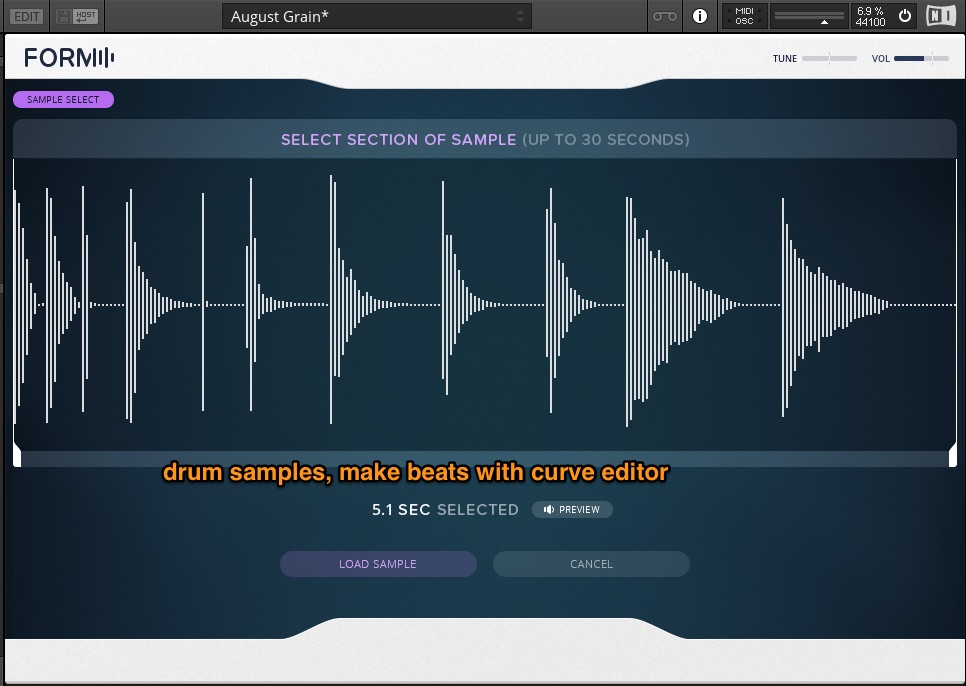 EDIT HOST August Grain* MIDI OSC 6.9 % 44100 NI
FORM TUNE VOL
SAMPLE SELECT
SELECT SECTION OF SAMPLE (UP TO 30 SECONDS)
drum samples, make beats with curve editor
5.1 SEC SELECTED PREVIEW
LOAD SAMPLE CANCEL